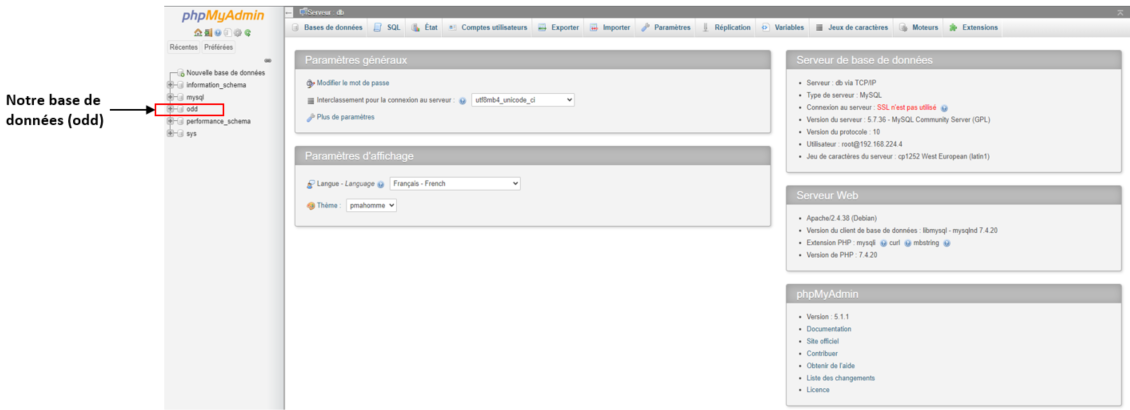 phpMyAdmin
Récentes Préférées
Nouvelle base de données
information_schema
mysql
odd
performance_schema
sys
Notre base de
données (odd)
Serveur : db
Bases de données SQL État Comptes utilisateurs Exporter Importer Paramètres Réplication Variables Jeux de caractères Moteurs Extensions
Paramètres généraux
Modifier le mot de passe
Interclassement pour la connexion au serveur : utf8mb4_unicode_ci
Plus de paramètres
Paramètres d'affichage
Langue - Language Français - French
Thème : pmahomme
Serveur de base de données
• Serveur : db via TCP/IP
• Type de serveur : MySQL
• Connexion au serveur : SSL n'est pas utilisé
• Version du serveur : 5.7.36 - MySQL Community Server (GPL)
• Version du protocole : 10
• Utilisateur : root@192.168.224.4
• Jeu de caractères du serveur : cp1252 West European (latin1)
Serveur Web
• Apache/2.4.38 (Debian)
• Version du client de base de données : libmysql - mysqlnd 7.4.20
• Extension PHP : mysqli curl mbstring
• Version de PHP : 7.4.20
phpMyAdmin
• Version : 5.1.1
• Documentation
• Site officiel
• Contribuer
• Obtenir de l'aide
• Liste des changements
• Licence